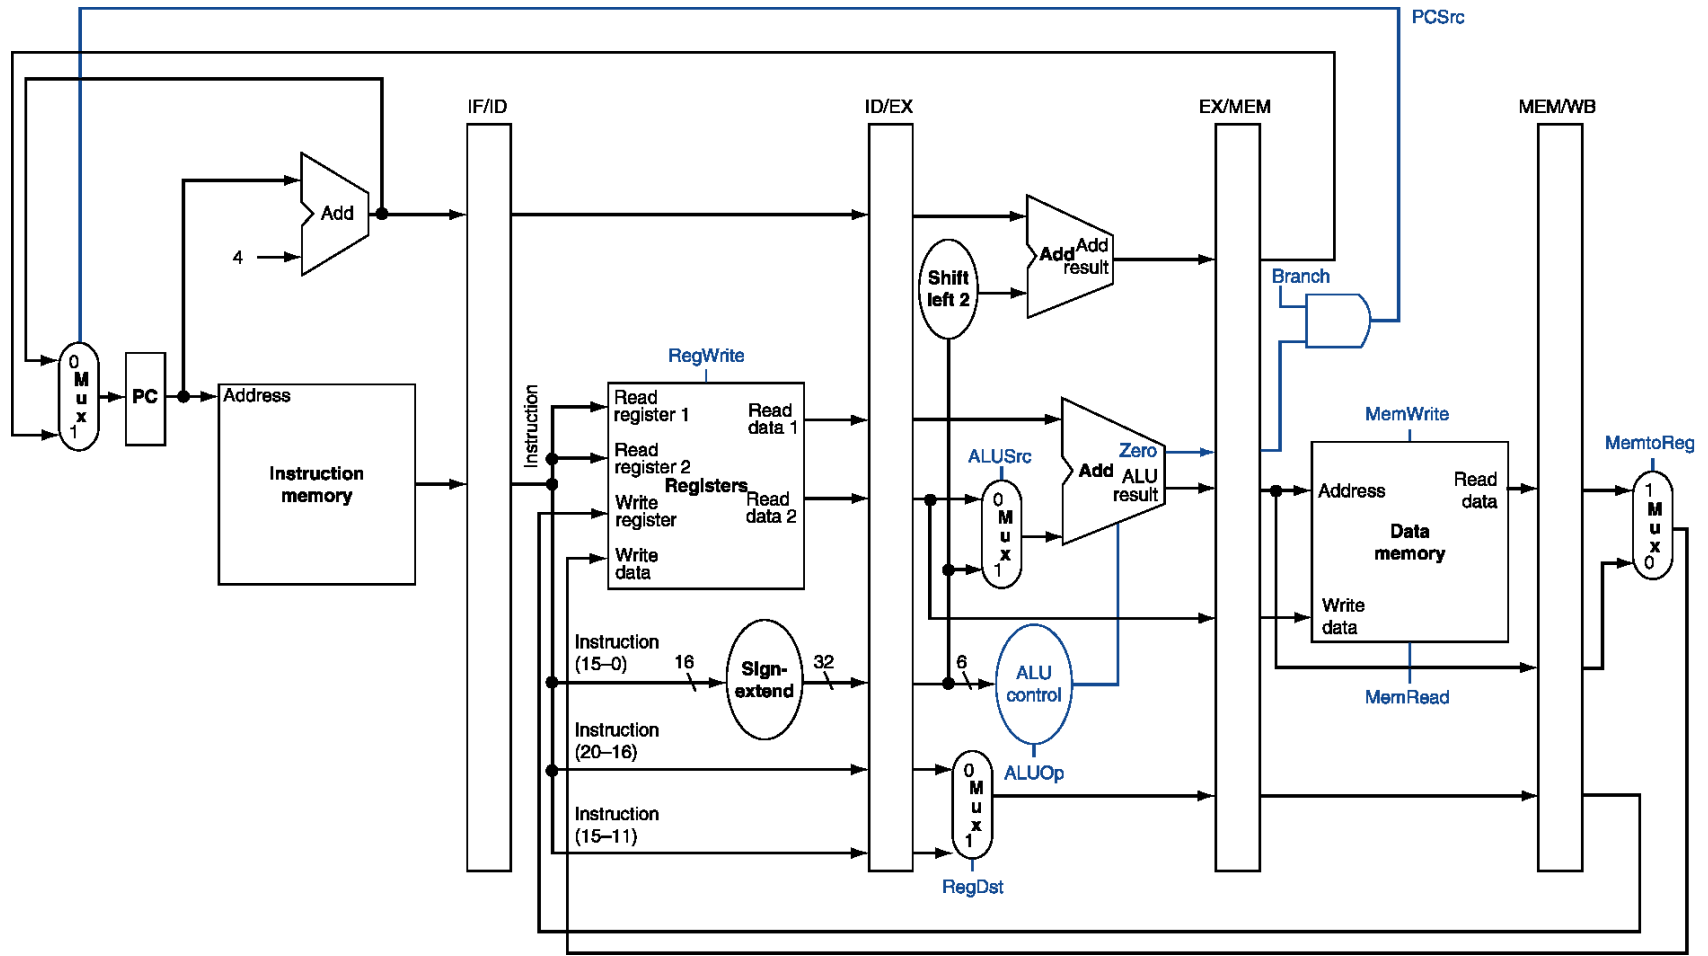 PCSrc
IF/ID
ID/EX
EX/MEM
MEM/WB
Add
4
Add Add
result
Shift
left 2
Branch
0
M
u
x
1
PC
Address
Instruction
memory
Instruction
RegWrite
Read
register 1
Read
register 2
Write
register
Write
data
Registers
Read
data 1
Read
data 2
ALUSrc
0
M
u
x
1
Zero
Add ALU
result
MemWrite
Address
Read
data
Data
memory
Write
data
MemRead
MemtoReg
1
M
u
x
0
Instruction
(15–0)
16
Sign-
extend
32
6
ALU
control
ALUOp
Instruction
(20–16)
Instruction
(15–11)
0
M
u
x
1
RegDst